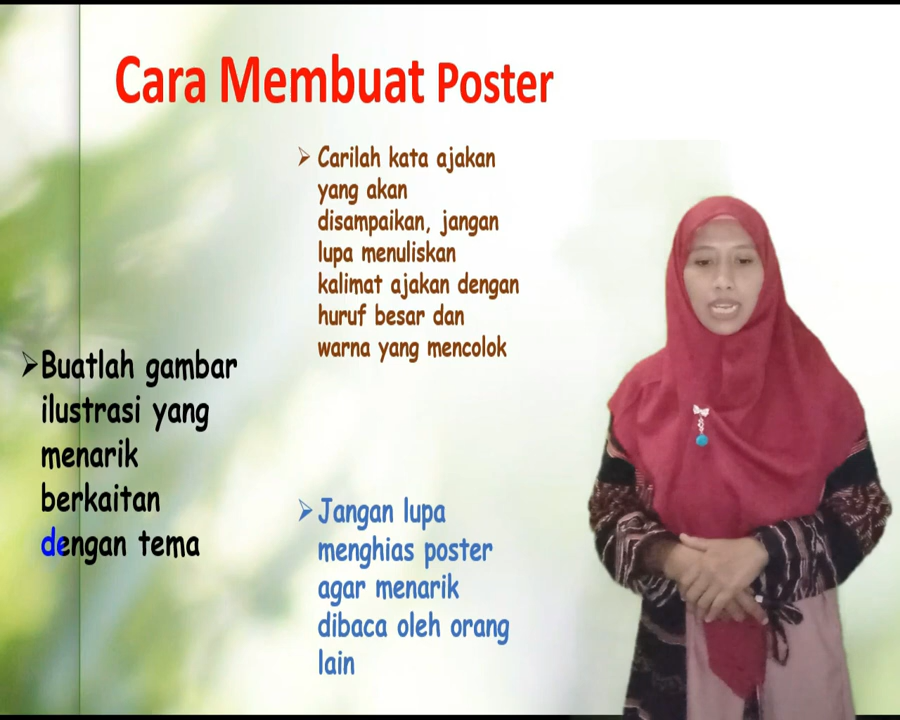 Cara Membuat Poster
➢ Carilah kata ajakan
yang akan
disampaikan, jangan
lupa menuliskan
kalimat ajakan dengan
huruf besar dan
warna yang mencolok
➢Buatlah gambar
ilustrasi yang
menarik
berkaitan
dengan tema
➢ Jangan lupa
menghias poster
agar menarik
dibaca oleh orang
lain